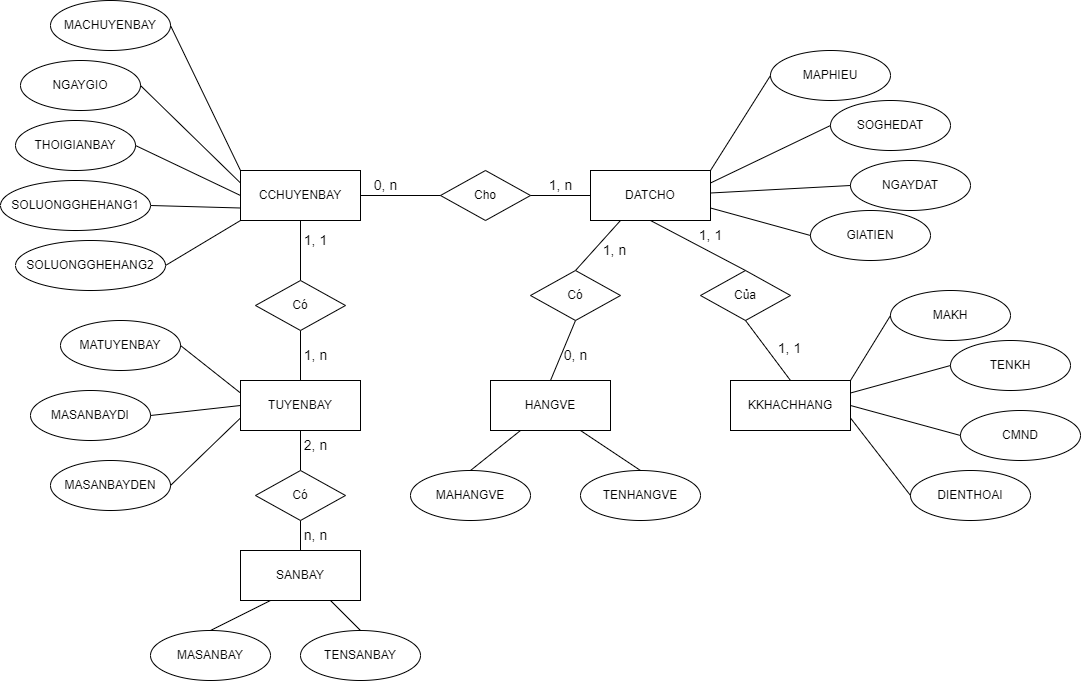 MACHUYENBAY
NGAYGIO
THOIGIANBAY
SOLUONGGHEHANG1
SOLUONGGHEHANG2
CCHUYENBAY
0, n
Cho
1, n
DATCHO
MAPHIEU
SOGHEDAT
NGAYDAT
GIATIEN
1, 1
Có
1, n
1, n
Có
0, n
1, 1
Của
1, 1
MATUYENBAY
MASANBAYDI
MASANBAYDEN
TUYENBAY
HANGVE
MAHANGVE
TENHANGVE
KKHACHHANG
MAKH
TENKH
CMND
DIENTHOAI
2, n
Có
n, n
SANBAY
MASANBAY
TENSANBAY